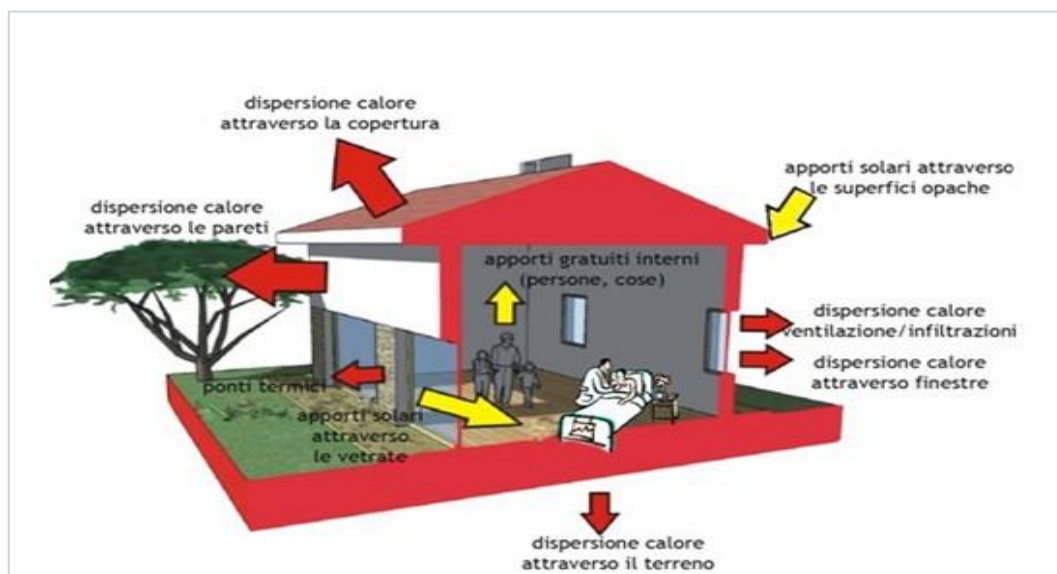 dispersione calore
attraverso la copertura
apporti solari attraverso
le superfici opache
dispersione calore
attraverso le pareti
apporti gratuiti interni
(persone, cose)
dispersione calore
ventilazione/infiltrazioni
dispersione calore
attraverso finestre
ponti termici
apporti solari
attraverso
le vetrate
dispersione calore
attraverso il terreno